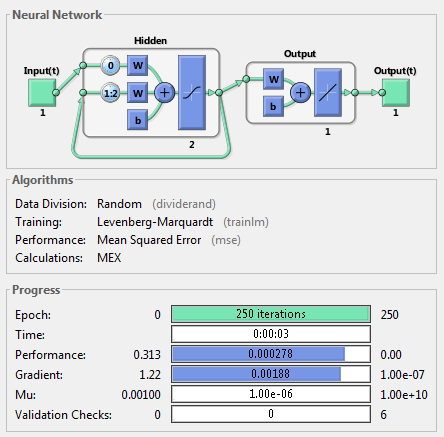 Neural Network
Hidden
Output
Input(t)
Output(t)
0
W
1:2
W
b
+
W
b
+
1
2
1
1
Algorithms
Data Division: Random (dividerand)
Training: Levenberg-Marquardt (trainlm)
Performance: Mean Squared Error (mse)
Calculations: MEX
Progress
Epoch: 0 250 iterations 250
Time: 0:00:03
Performance: 0.313 0.000278 0.00
Gradient: 1.22 0.00188 1.00e-07
Mu: 0.00100 1.00e-06 1.00e+10
Validation Checks: 0 0 6